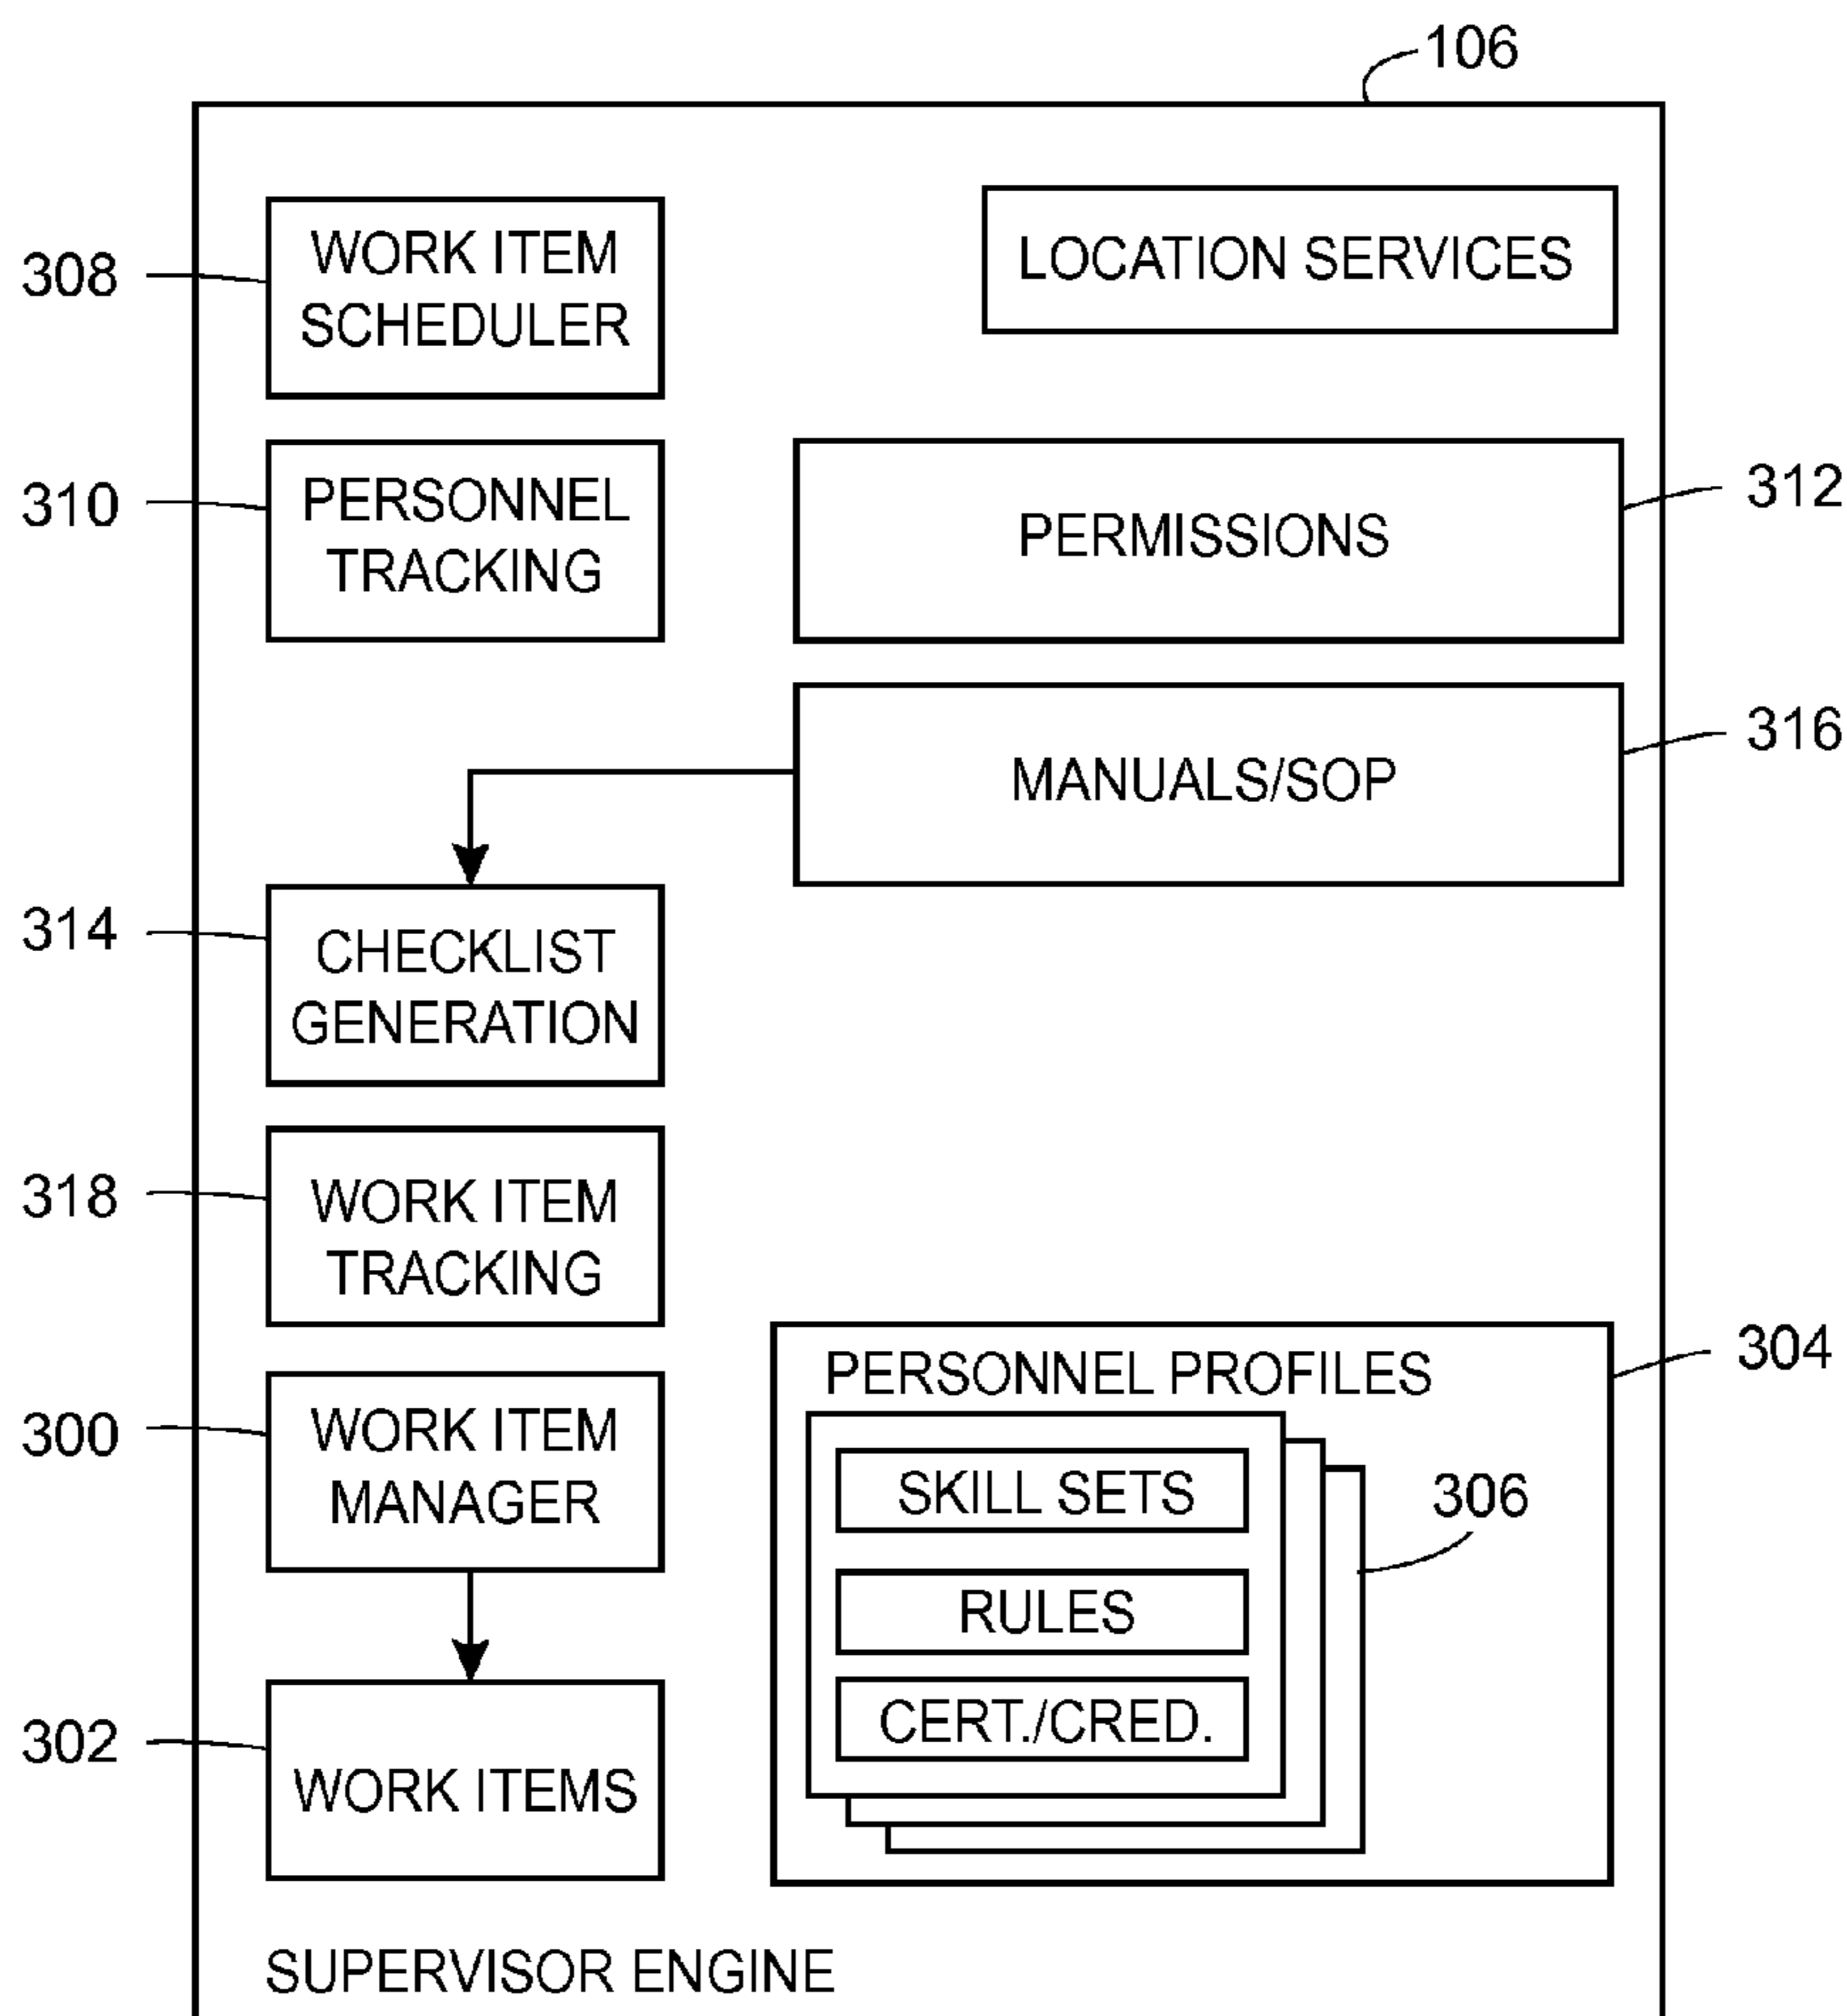 106
308
WORK ITEM
SCHEDULER
LOCATION SERVICES
310
PERSONNEL
TRACKING
PERMISSIONS
312
MANUALS/SOP
316
314
CHECKLIST
GENERATION
318
WORK ITEM
TRACKING
300
WORK ITEM
MANAGER
302
WORK ITEMS
PERSONNEL PROFILES
304
SKILL SETS
RULES
CERT./CRED.
306
SUPERVISOR ENGINE